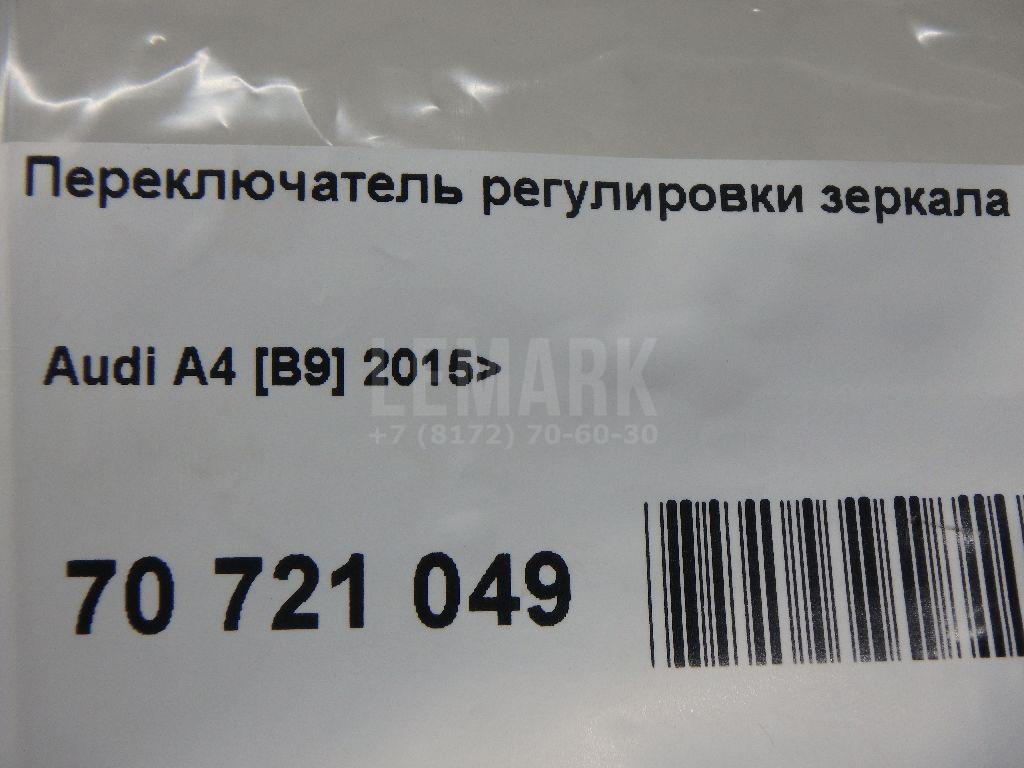 Переключатель регулировки зеркала
Audi A4 [B9] 2015>
LEMARK
+7 (8172) 70-60-30
70 721 049